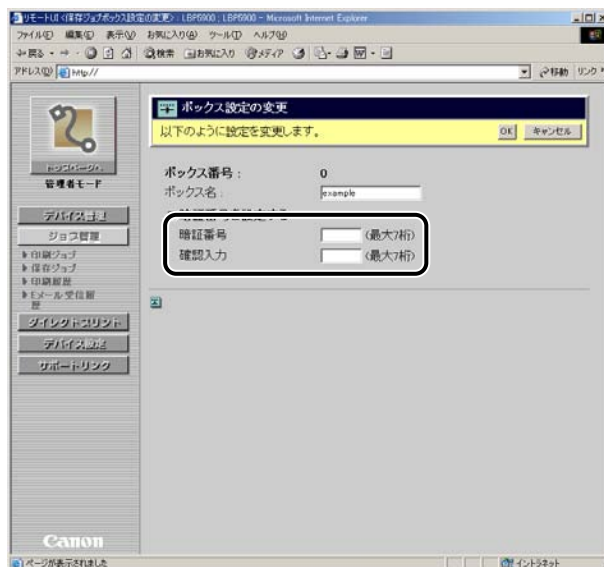 リモートUI <保存ジョブボックス設定の変更> : LBP5900 ; LBP5900 - Microsoft Internet Explorer
ファイル(F) 編集(E) 表示(V) お気に入り(A) ツール(T) ヘルプ(H)
戻る 検索 お気に入り メディア
アドレス(D) http:// 移動 リンク
ボックス設定の変更
以下のように設定を変更します。 OK キャンセル
トップページへ
管理者モード
デバイス管理
ジョブ管理
印刷ジョブ
保存ジョブ
印刷履歴
Eメール受信履
歴
ダイレクトプリント
デバイス設定
サポートリンク
ボックス番号 : 0
ボックス名 : example
暗証番号 (最大7桁)
確認入力 (最大7桁)
Canon
ページが表示されました イントラネット